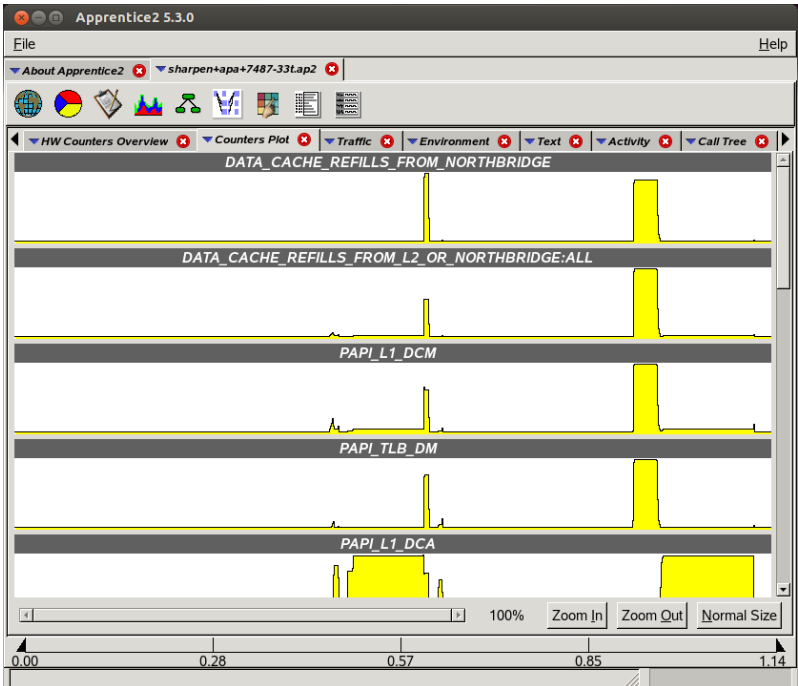 Apprentice2 5.3.0
File Help
About Apprentice2 sharpen+apa+7487-33t.ap2
HW Counters Overview Counters Plot Traffic Environment Text Activity Call Tree
DATA_CACHE_REFILLS_FROM_NORTHBRIDGE
DATA_CACHE_REFILLS_FROM_L2_OR_NORTHBRIDGE:ALL
PAPI_L1_DCM
PAPI_TLB_DM
PAPI_L1_DCA
100% Zoom In Zoom Out Normal Size
0.00 0.28 0.57 0.85 1.14